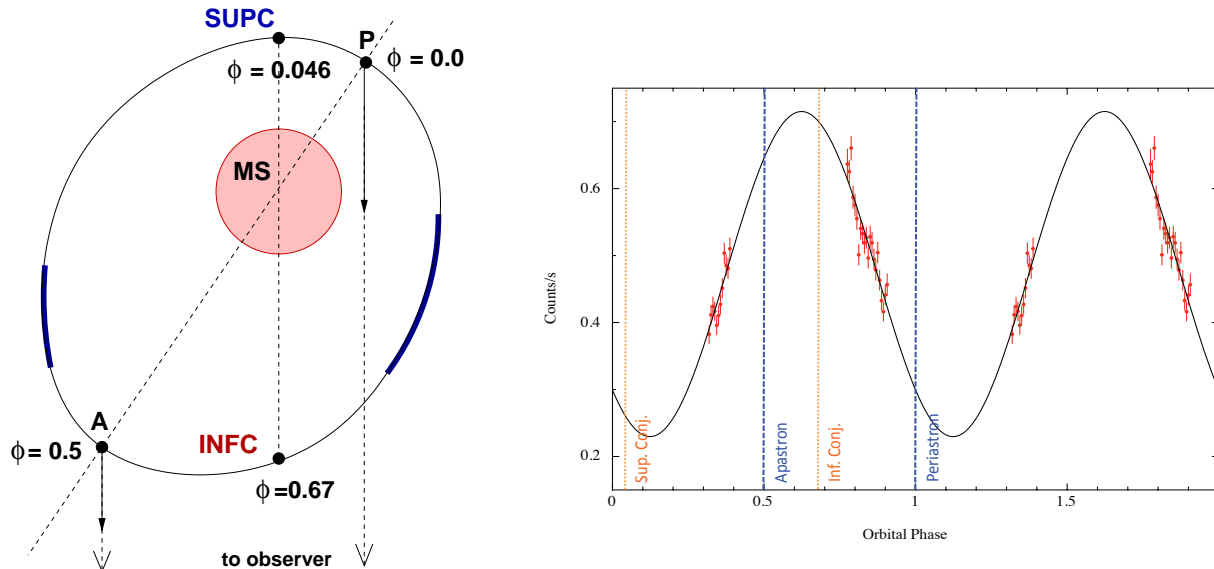 SUPC
P
ϕ = 0.0
ϕ = 0.046
MS
A
ϕ = 0.5
INFC
ϕ=0.67
to observer
Counts/s
0.6
0.4
0.2
Sup. Conj.
Apastron
Inf. Conj.
Periastron
0
0.5
1
1.5
Orbital Phase